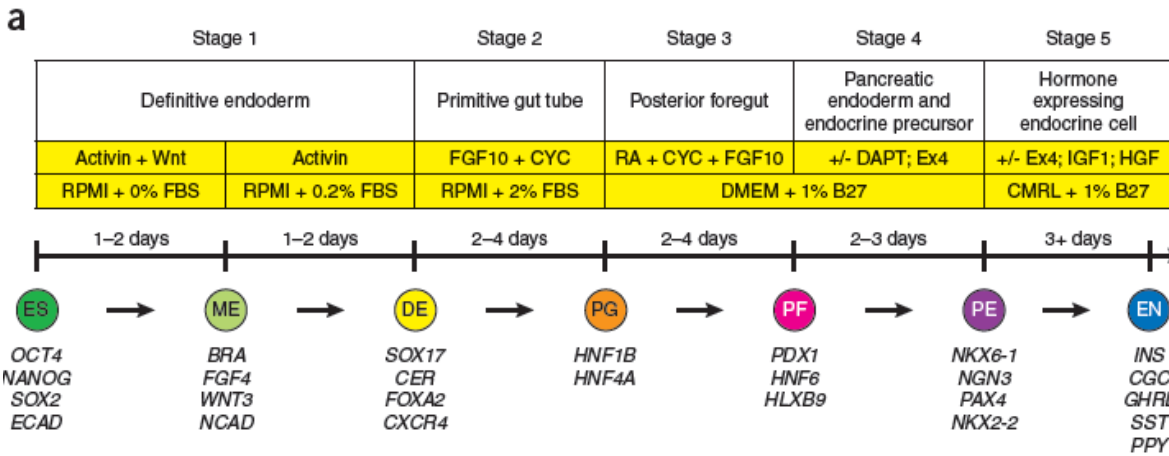 a
Stage 1 Stage 2 Stage 3 Stage 4 Stage 5
Definitive endoderm Primitive gut tube Posterior foregut Pancreatic endoderm and endocrine precursor Hormone expressing endocrine cell
Activin + Wnt Activin FGF10 + CYC RA + CYC + FGF10 +/- DAPT; Ex4 +/- Ex4; IGF1; HGF
RPMI + 0% FBS RPMI + 0.2% FBS RPMI + 2% FBS DMEM + 1% B27 CMRL + 1% B27
1–2 days 1–2 days 2–4 days 2–4 days 2–3 days 3+ days
ES ME DE PG PF PE EN
OCT4 BRA SOX17 HNF1B PDX1 NKX6-1 INS
NANOG FGF4 CER HNF4A HNF6 NGN3 CGC
SOX2 WNT3 FOXA2 HLXB9 PAX4 GHRL
ECAD NCAD CXCR4 NKX2-2 SST
PPY